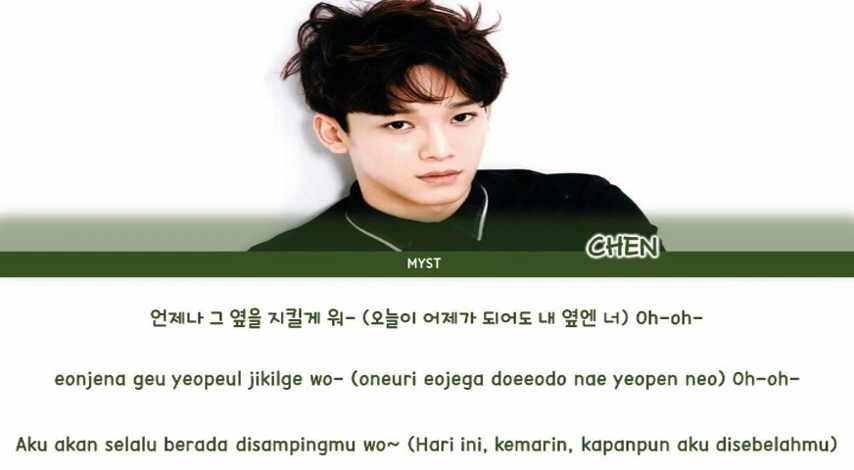 CHEN
MYST
언제나 그 옆을 지킬게 워- (오늘이 어제가 되어도 내 옆엔 너) Oh-oh-
eonjena geu yeopeul jikilge wo- (oneuri eojega doeeodo nae yeopen neo) Oh-oh-
Aku akan selalu berada disampingmu wo~ (Hari ini, kemarin, kapanpun aku disebelahmu)